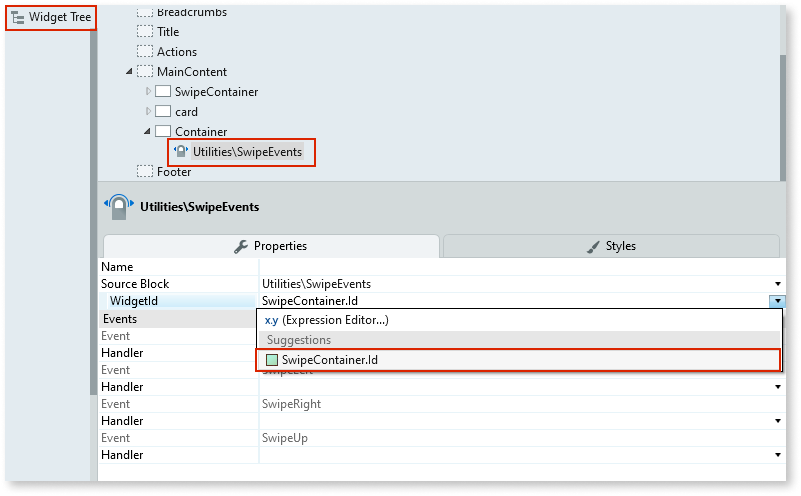 Widget Tree
Breadcrumbs
Title
Actions
MainContent
SwipeContainer
card
Container
Utilities\SwipeEvents
Footer
Utilities\SwipeEvents
Properties
Styles
Name
Source Block Utilities\SwipeEvents
WidgetId SwipeContainer.Id
Events
x.y (Expression Editor...)
Event
Suggestions
Handler
SwipeContainer.Id
Event SwipeLeft
Handler
Event SwipeRight
Handler
Event SwipeUp
Handler